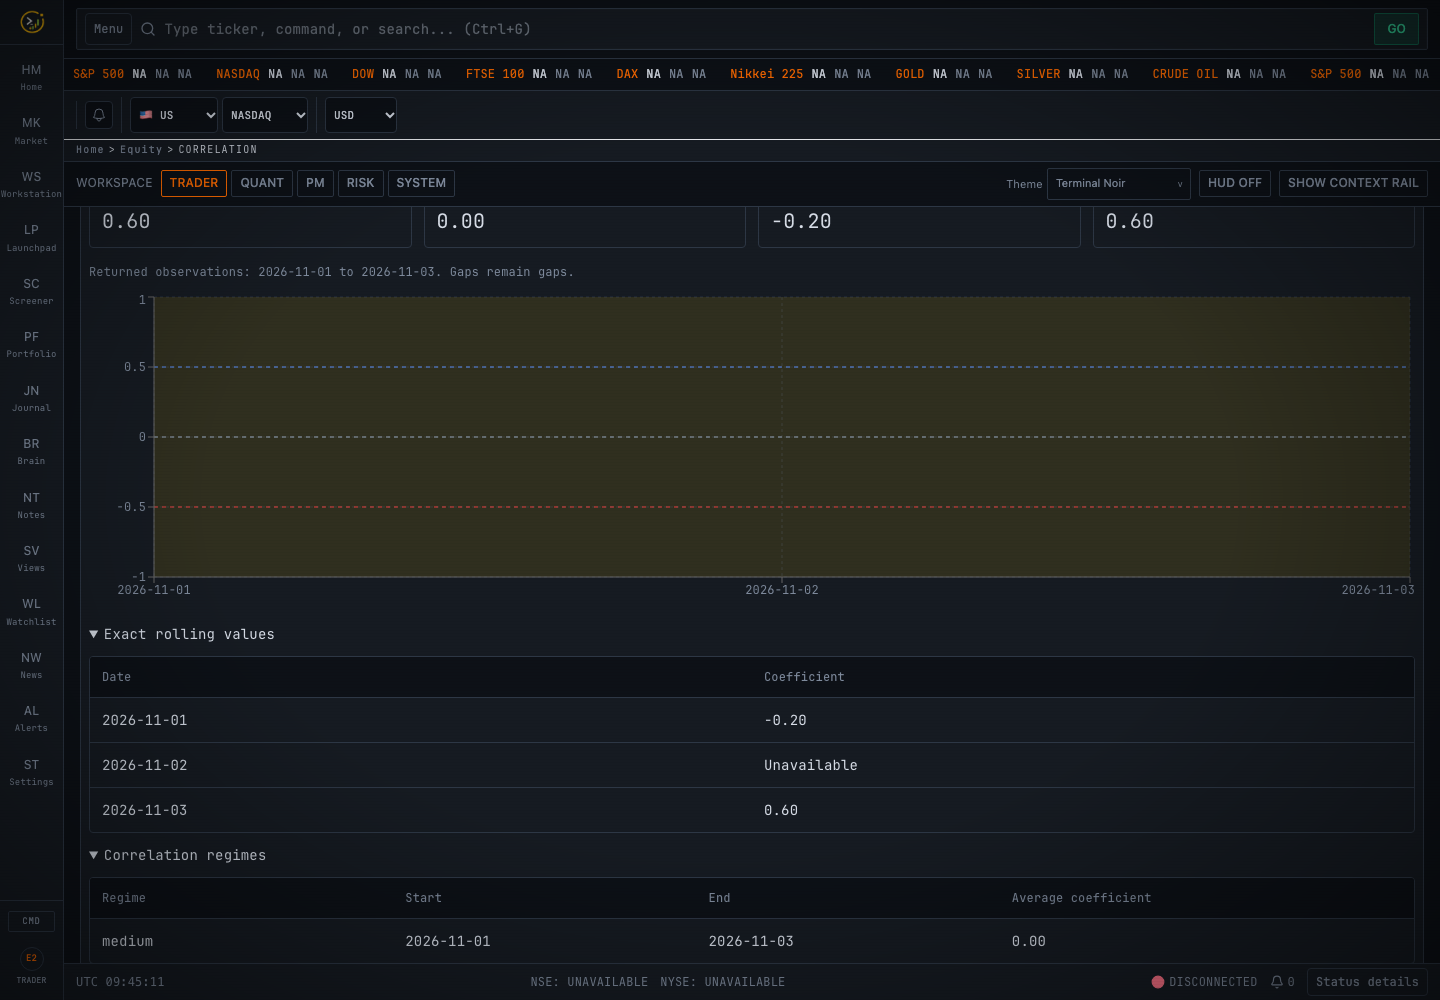 Menu Type ticker, command, or search... (Ctrl+G) GO
S&P 500 NA NA NA NASDAQ NA NA NA DOW NA NA NA FTSE 100 NA NA NA DAX NA NA NA Nikkei 225 NA NA NA GOLD NA NA NA SILVER NA NA NA CRUDE OIL NA NA NA S&P 500 NA NA NA
US NASDAQ USD
Home > Equity > CORRELATION
WORKSPACE TRADER QUANT PM RISK SYSTEM Theme Terminal Noir HUD OFF SHOW CONTEXT RAIL
HM
Home
MK
Market
WS
Workstation
LP
Launchpad
SC
Screener
PF
Portfolio
JN
Journal
BR
Brain
NT
Notes
SV
Views
WL
Watchlist
NW
News
AL
Alerts
ST
Settings
CMD
E2
TRADER
0.60 0.00 -0.20 0.60
Returned observations: 2026-11-01 to 2026-11-03. Gaps remain gaps.
1
0.5
0
-0.5
-1
2026-11-01 2026-11-02 2026-11-03
Exact rolling values
Date Coefficient
2026-11-01 -0.20
2026-11-02 Unavailable
2026-11-03 0.60
Correlation regimes
Regime Start End Average coefficient
medium 2026-11-01 2026-11-03 0.00
UTC 09:45:11 NSE: UNAVAILABLE NYSE: UNAVAILABLE DISCONNECTED 0 Status details